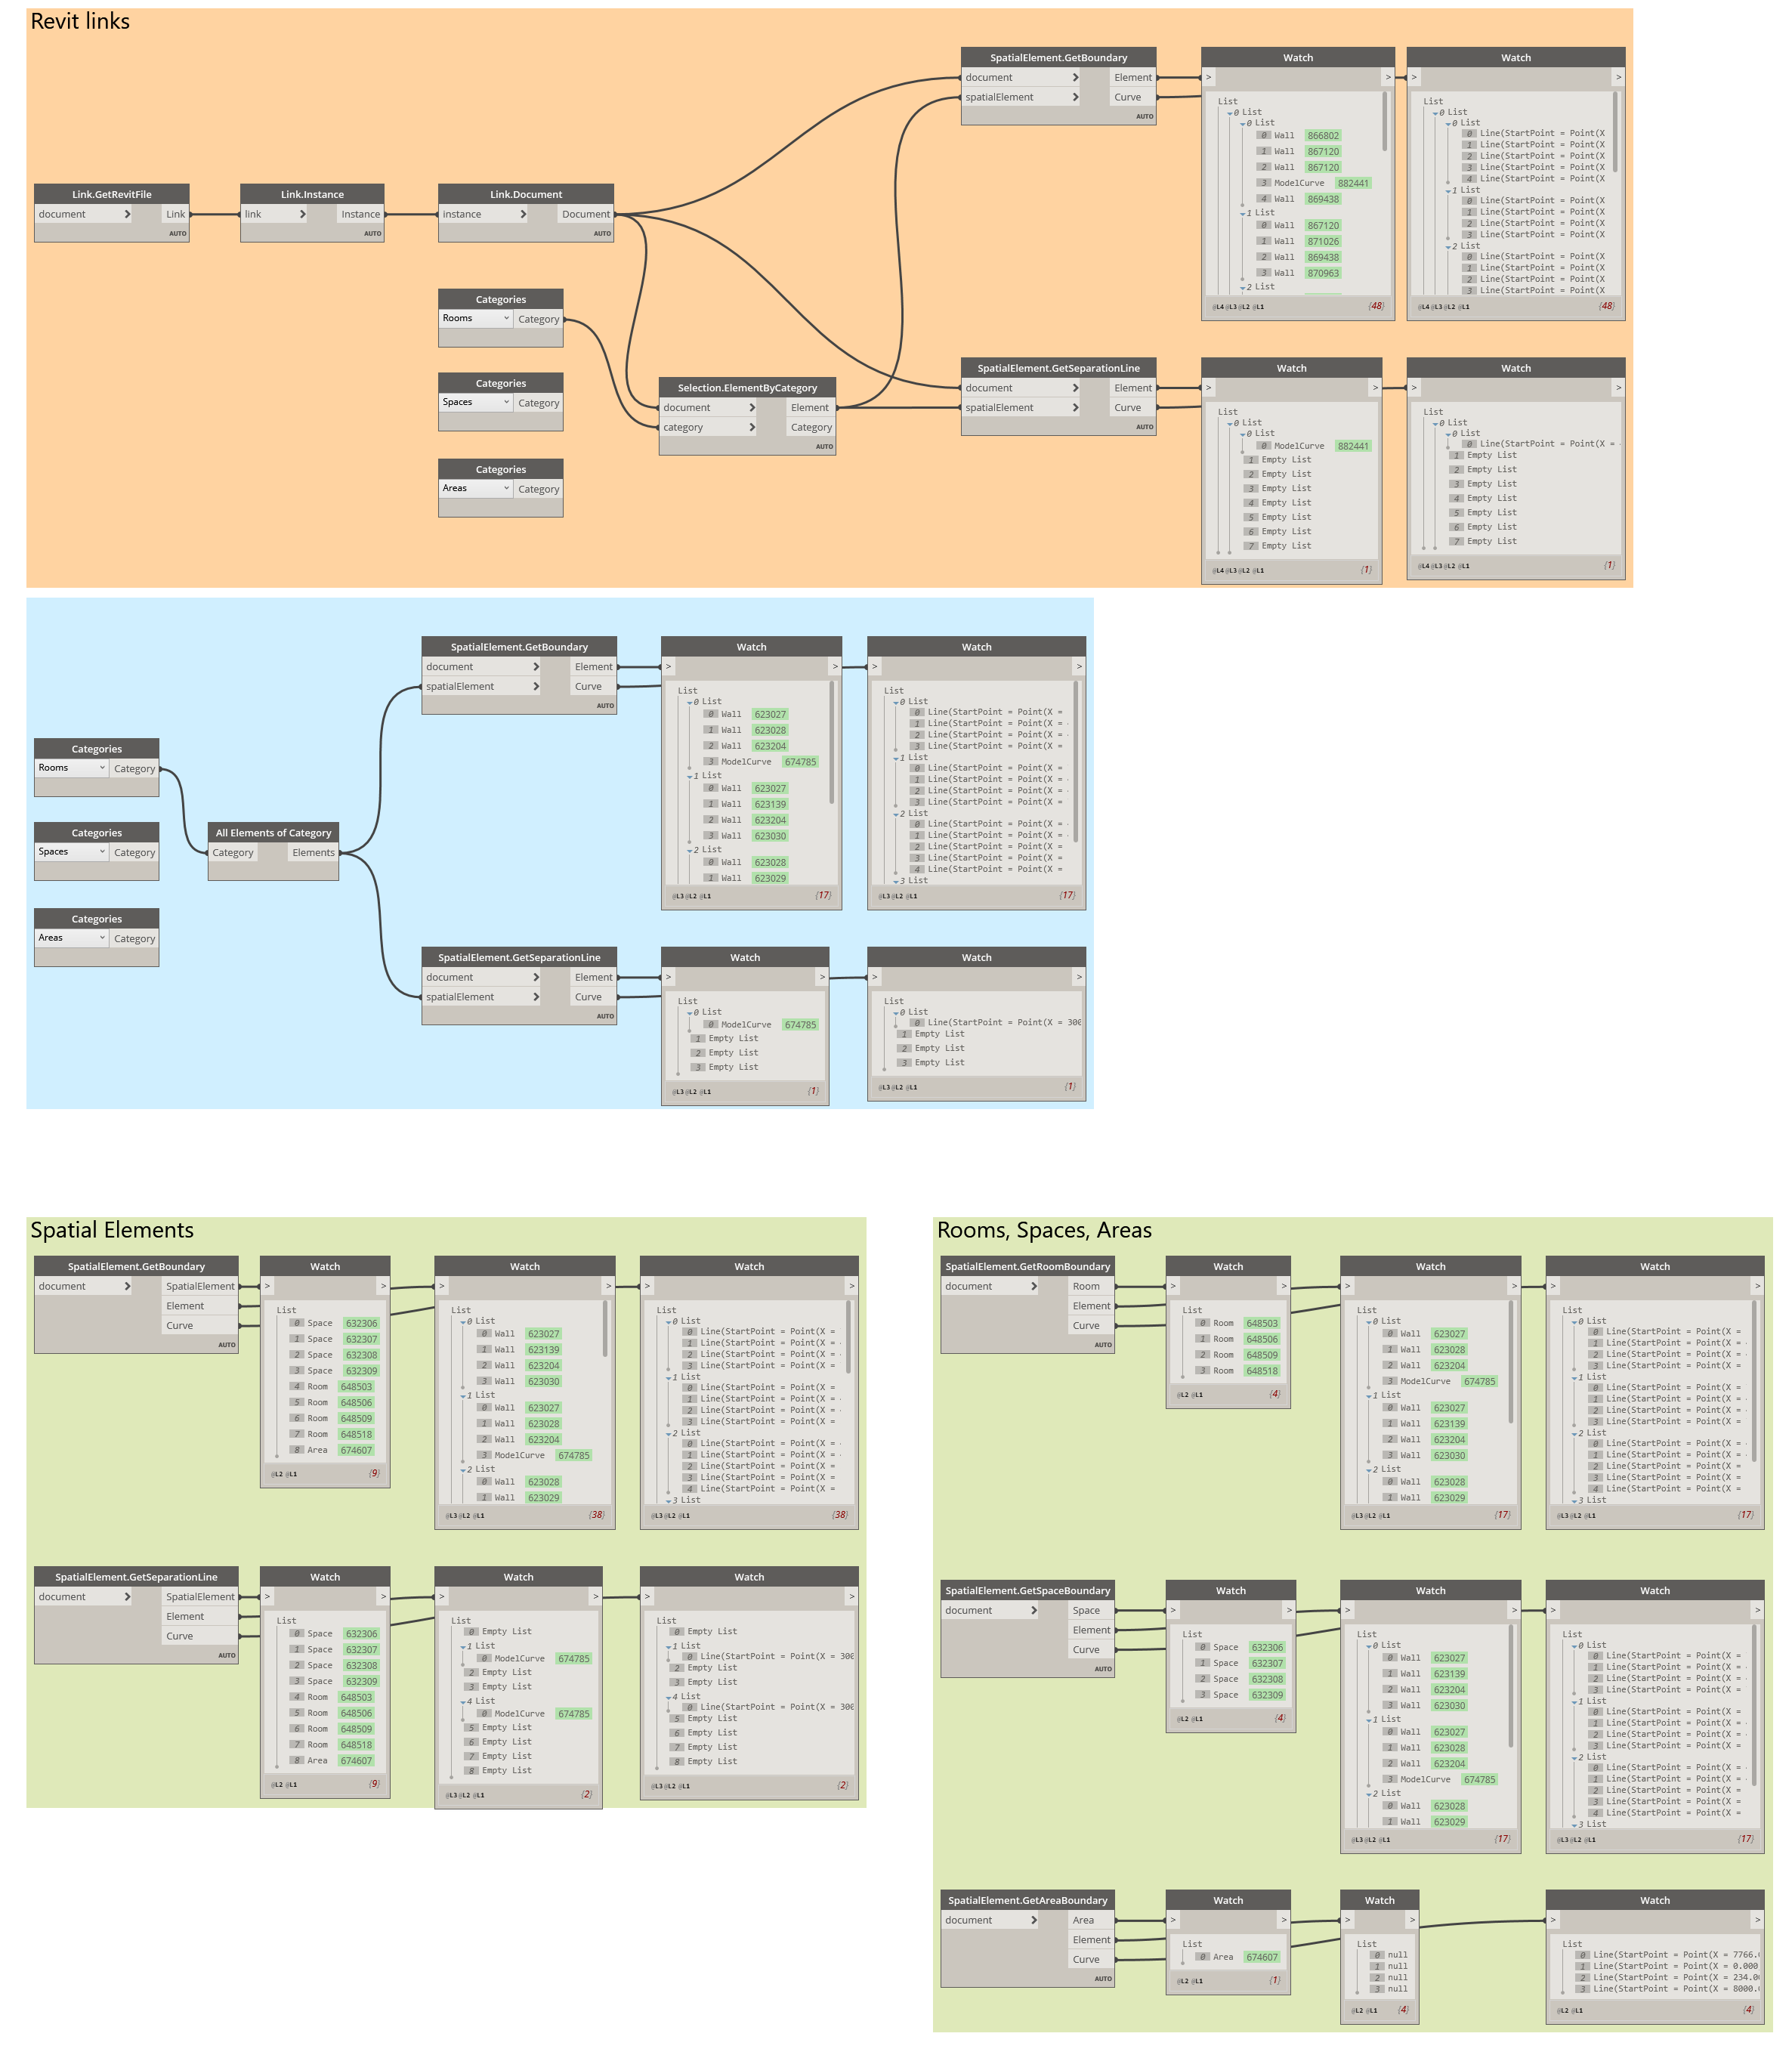 Revit links
SpatialElement.GetBoundary
document > Element
spatialElement > Curve
AUTO
Watch
> >
List
0 List
0 List
0 Wall 866802
1 Wall 867120
2 Wall 867120
3 ModelCurve 882441
4 Wall 869438
1 List
0 Wall 867120
1 Wall 871026
2 Wall 869438
3 Wall 870963
2 List
@L4 @L3 @L2 @L1 {48}
Watch
> >
List
0 List
0 List
0 Line(StartPoint = Point(X
1 Line(StartPoint = Point(X
2 Line(StartPoint = Point(X
3 Line(StartPoint = Point(X
4 Line(StartPoint = Point(X
1 List
0 Line(StartPoint = Point(X
1 Line(StartPoint = Point(X
2 Line(StartPoint = Point(X
3 Line(StartPoint = Point(X
2 List
0 Line(StartPoint = Point(X
1 Line(StartPoint = Point(X
2 Line(StartPoint = Point(X
3 Line(StartPoint = Point(X
@L4 @L3 @L2 @L1 {48}
Link.GetRevitFile
document > Link
AUTO
Link.Instance
link > Instance
AUTO
Link.Document
instance > Document
AUTO
Categories
Rooms Category
Categories
Spaces Category
Categories
Areas Category
Selection.ElementByCategory
document > Element
category > Category
AUTO
SpatialElement.GetSeparationLine
document > Element
spatialElement > Curve
AUTO
Watch
> >
List
0 List
0 List
0 ModelCurve 882441
1 Empty List
2 Empty List
3 Empty List
4 Empty List
5 Empty List
6 Empty List
7 Empty List
@L4 @L3 @L2 @L1 {1}
Watch
> >
List
0 List
0 List
0 Line(StartPoint = Point(X =
1 Empty List
2 Empty List
3 Empty List
4 Empty List
5 Empty List
6 Empty List
7 Empty List
@L4 @L3 @L2 @L1 {1}
SpatialElement.GetBoundary
document > Element
spatialElement > Curve
AUTO
Watch
> >
List
0 List
0 Wall 623027
1 Wall 623028
2 Wall 623204
3 ModelCurve 674785
1 List
0 Wall 623027
1 Wall 623139
2 Wall 623204
3 Wall 623030
2 List
0 Wall 623028
1 Wall 623029
@L3 @L2 @L1 {17}
Watch
> >
List
0 List
0 Line(StartPoint = Point(X =
1 Line(StartPoint = Point(X =
2 Line(StartPoint = Point(X =
3 Line(StartPoint = Point(X =
1 List
0 Line(StartPoint = Point(X =
1 Line(StartPoint = Point(X =
2 Line(StartPoint = Point(X =
3 Line(StartPoint = Point(X =
2 List
0 Line(StartPoint = Point(X =
1 Line(StartPoint = Point(X =
2 Line(StartPoint = Point(X =
3 Line(StartPoint = Point(X =
4 Line(StartPoint = Point(X =
3 List
@L3 @L2 @L1 {17}
Categories
Rooms Category
Categories
Spaces Category
Categories
Areas Category
All Elements of Category
Category Elements
SpatialElement.GetSeparationLine
document > Element
spatialElement > Curve
AUTO
Watch
> >
List
0 List
0 ModelCurve 674785
1 Empty List
2 Empty List
3 Empty List
@L3 @L2 @L1 {1}
Watch
> >
List
0 List
0 Line(StartPoint = Point(X = 300
1 Empty List
2 Empty List
3 Empty List
@L3 @L2 @L1 {1}
Spatial Elements
SpatialElement.GetBoundary
document > SpatialElement
Element
Curve
AUTO
Watch
> >
List
0 Space 632306
1 Space 632307
2 Space 632308
3 Space 632309
4 Room 648503
5 Room 648506
6 Room 648509
7 Room 648518
8 Area 674607
@L2 @L1 {9}
Watch
> >
List
0 List
0 Wall 623027
1 Wall 623139
2 Wall 623204
3 Wall 623030
1 List
0 Wall 623027
1 Wall 623028
2 Wall 623204
3 ModelCurve 674785
2 List
0 Wall 623028
1 Wall 623029
@L3 @L2 @L1 {38}
Watch
> >
List
0 List
0 Line(StartPoint = Point(X =
1 Line(StartPoint = Point(X =
2 Line(StartPoint = Point(X =
3 Line(StartPoint = Point(X =
1 List
0 Line(StartPoint = Point(X =
1 Line(StartPoint = Point(X =
2 Line(StartPoint = Point(X =
3 Line(StartPoint = Point(X =
2 List
0 Line(StartPoint = Point(X =
1 Line(StartPoint = Point(X =
2 Line(StartPoint = Point(X =
3 Line(StartPoint = Point(X =
4 Line(StartPoint = Point(X =
3 List
@L3 @L2 @L1 {38}
SpatialElement.GetSeparationLine
document > SpatialElement
Element
Curve
AUTO
Watch
> >
List
0 Space 632306
1 Space 632307
2 Space 632308
3 Space 632309
4 Room 648503
5 Room 648506
6 Room 648509
7 Room 648518
8 Area 674607
@L2 @L1 {9}
Watch
> >
List
0 Empty List
1 List
0 ModelCurve 674785
2 Empty List
3 Empty List
4 List
0 ModelCurve 674785
5 Empty List
6 Empty List
7 Empty List
8 Empty List
@L3 @L2 @L1 {2}
Watch
> >
List
0 Empty List
1 List
0 Line(StartPoint = Point(X = 300
2 Empty List
3 Empty List
4 List
0 Line(StartPoint = Point(X = 300
5 Empty List
6 Empty List
7 Empty List
8 Empty List
@L3 @L2 @L1 {2}
Rooms, Spaces, Areas
SpatialElement.GetRoomBoundary
document > Room
Element
Curve
AUTO
Watch
> >
List
0 Room 648503
1 Room 648506
2 Room 648509
3 Room 648518
@L2 @L1 {4}
Watch
> >
List
0 List
0 Wall 623027
1 Wall 623028
2 Wall 623204
3 ModelCurve 674785
1 List
0 Wall 623027
1 Wall 623139
2 Wall 623204
3 Wall 623030
2 List
0 Wall 623028
1 Wall 623029
@L3 @L2 @L1 {17}
Watch
> >
List
0 List
0 Line(StartPoint = Point(X =
1 Line(StartPoint = Point(X =
2 Line(StartPoint = Point(X =
3 Line(StartPoint = Point(X =
1 List
0 Line(StartPoint = Point(X =
1 Line(StartPoint = Point(X =
2 Line(StartPoint = Point(X =
3 Line(StartPoint = Point(X =
2 List
0 Line(StartPoint = Point(X =
1 Line(StartPoint = Point(X =
2 Line(StartPoint = Point(X =
3 Line(StartPoint = Point(X =
4 Line(StartPoint = Point(X =
3 List
@L3 @L2 @L1 {17}
SpatialElement.GetSpaceBoundary
document > Space
Element
Curve
AUTO
Watch
> >
List
0 Space 632306
1 Space 632307
2 Space 632308
3 Space 632309
@L2 @L1 {4}
Watch
> >
List
0 List
0 Wall 623027
1 Wall 623139
2 Wall 623204
3 Wall 623030
1 List
0 Wall 623027
1 Wall 623028
2 Wall 623204
3 ModelCurve 674785
2 List
0 Wall 623028
1 Wall 623029
@L3 @L2 @L1 {17}
Watch
> >
List
0 List
0 Line(StartPoint = Point(X =
1 Line(StartPoint = Point(X =
2 Line(StartPoint = Point(X =
3 Line(StartPoint = Point(X =
1 List
0 Line(StartPoint = Point(X =
1 Line(StartPoint = Point(X =
2 Line(StartPoint = Point(X =
3 Line(StartPoint = Point(X =
2 List
0 Line(StartPoint = Point(X =
1 Line(StartPoint = Point(X =
2 Line(StartPoint = Point(X =
3 Line(StartPoint = Point(X =
4 Line(StartPoint = Point(X =
3 List
@L3 @L2 @L1 {17}
SpatialElement.GetAreaBoundary
document > Area
Element
Curve
AUTO
Watch
> >
List
0 Area 674607
@L2 @L1 {1}
Watch
> >
List
0 null
1 null
2 null
3 null
@L2 @L1 {4}
Watch
> >
List
0 Line(StartPoint = Point(X = 7766.
1 Line(StartPoint = Point(X = 0.000
2 Line(StartPoint = Point(X = 234.0
3 Line(StartPoint = Point(X = 8000.
@L2 @L1 {4}